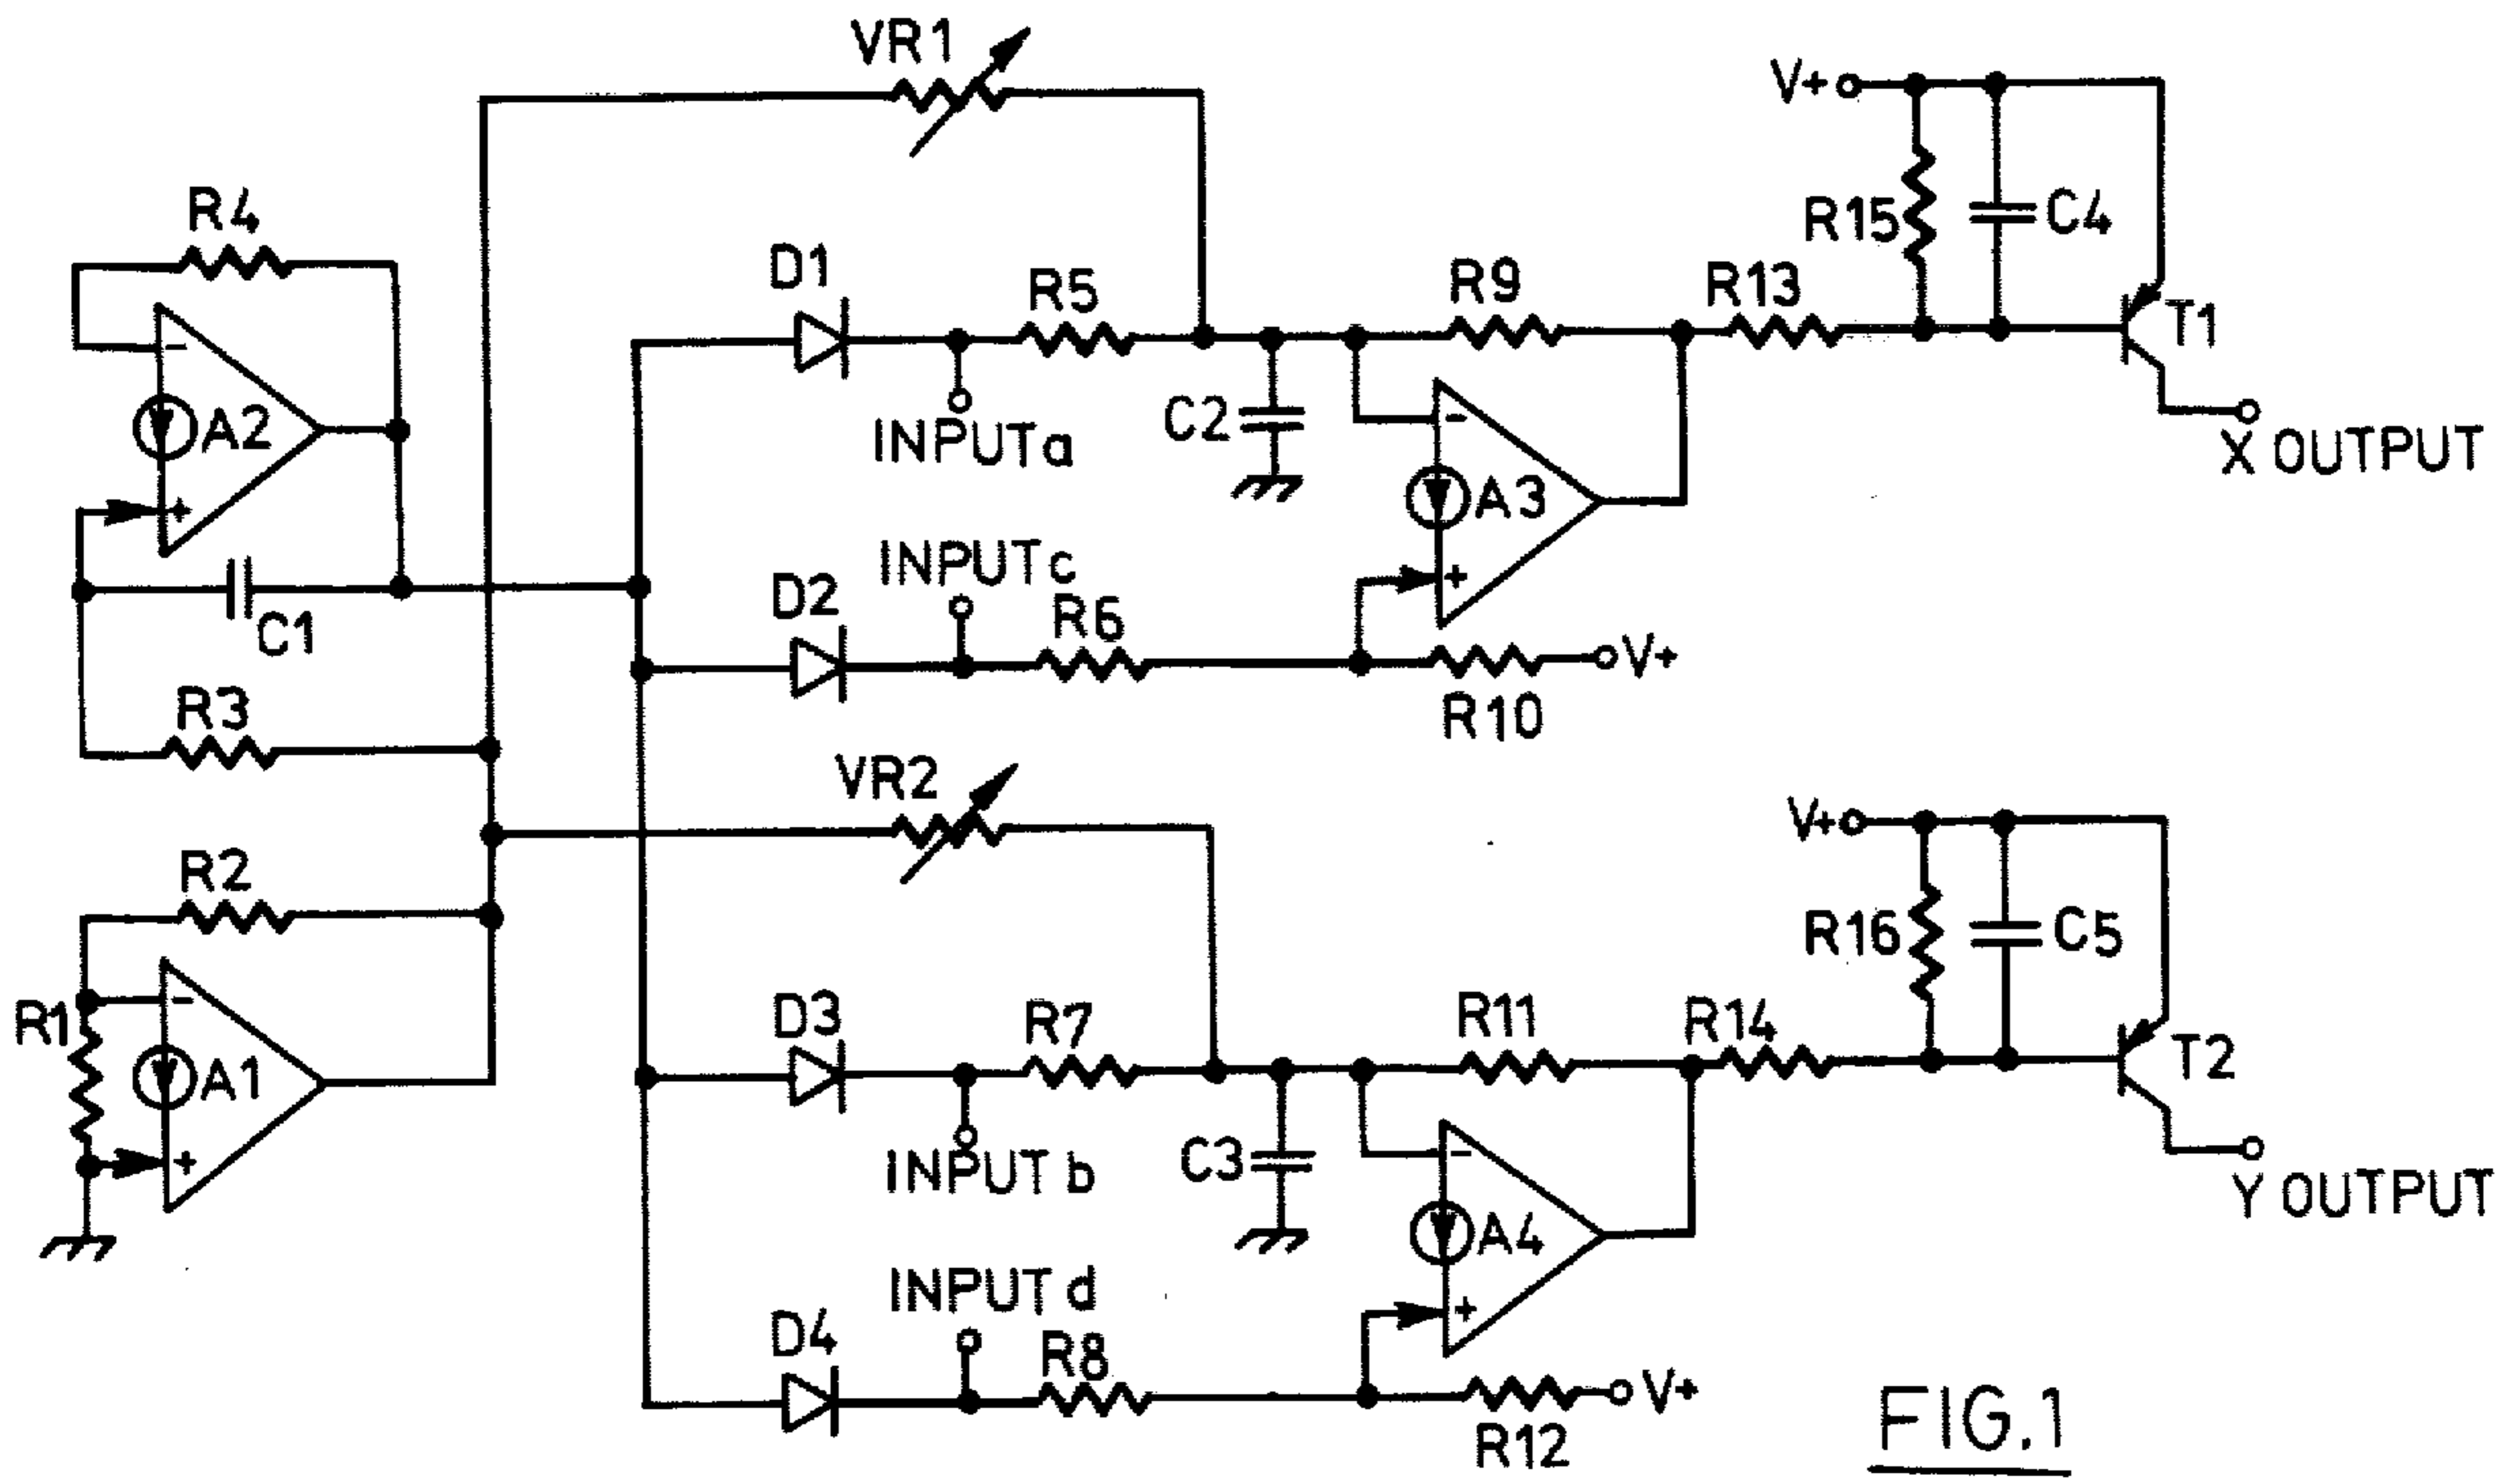 VR1
V+
R4
R15
C4
D1
R5
R9
R13
T1
-
A2
+
INPUT a
C2
-
A3
+
X OUTPUT
INPUT c
D2
R6
V+
C1
R10
R3
VR2
V+
R2
R16
C5
R1
-
A1
+
D3
R7
R11
R14
T2
INPUT b
C3
-
A4
+
Y OUTPUT
INPUT d
D4
R8
V+
R12
FIG.1